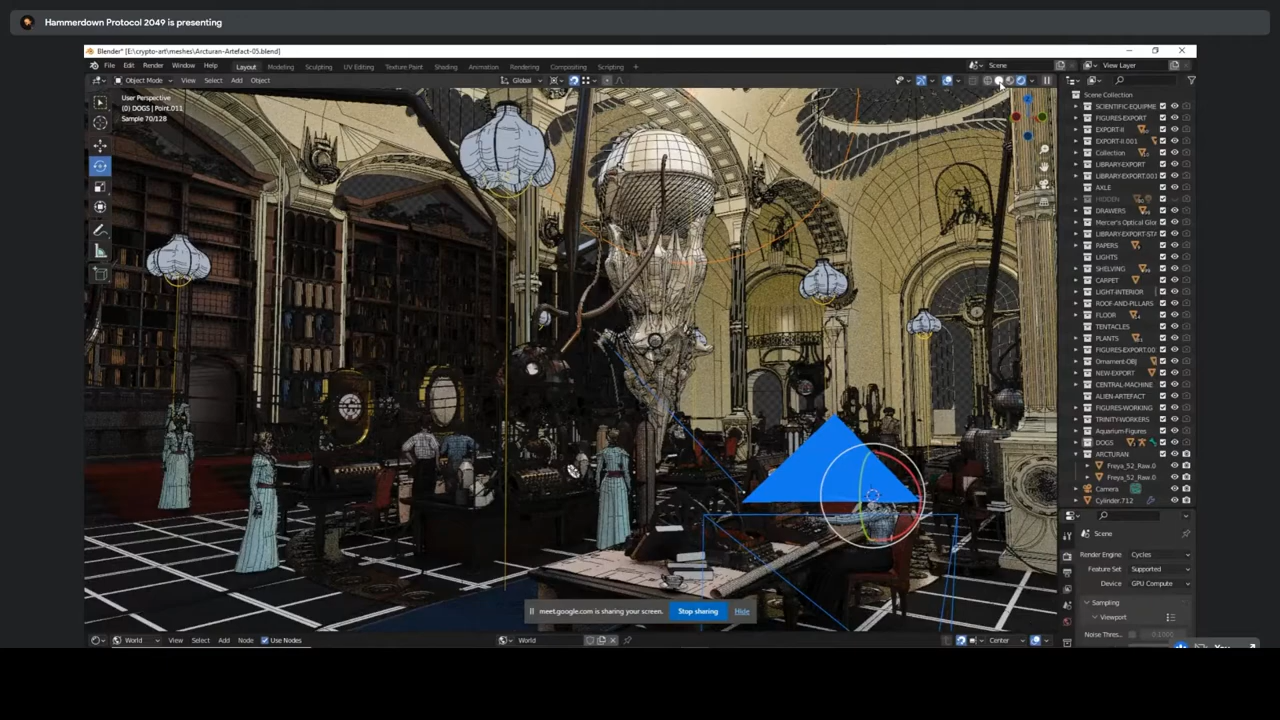 Hammerdown Protocol 2049 is presenting
Blender* [E:\crypto-art\meshes\Arcturan-Artefact-05.blend]
File Edit Render Window Help Layout Modeling Sculpting UV Editing Texture Paint Shading Animation Rendering Compositing Scripting + Scene View Layer
Object Mode View Select Add Object Global
User Perspective
(0) DOGS | Point.011
Sample 70/128
Scene Collection
SCIENTIFIC-EQUIPME
FIGURES-EXPORT
EXPORT-II
EXPORT-II.001
Collection
LIBRARY-EXPORT
LIBRARY-EXPORT.001
AXLE
HIDDEN
DRAWERS
Mercer's Optical Glo
LIBRARY-EXPORT-STA
PAPERS
LIGHTS
SHELVING
CARPET
LIGHT-INTERIOR
ROOF-AND-PILLARS
FLOOR
TENTACLES
PLANTS
FIGURES-EXPORT.00
Ornament-OBJ
NEW-EXPORT
CENTRAL-MACHINE
ALIEN-ARTEFACT
FIGURES-WORKING
TRINITY-WORKERS
Aquarium-Figures
DOGS
ARCTURAN
Freya_52_Raw.0
Freya_52_Raw.0
Camera
Cylinder.712
Scene
Render Engine Cycles
Feature Set Supported
Device GPU Compute
Sampling
Viewport
Noise Thres.. 0.1000
meet.google.com is sharing your screen. Stop sharing Hide
World View Select Add Node Use Nodes World Center
You